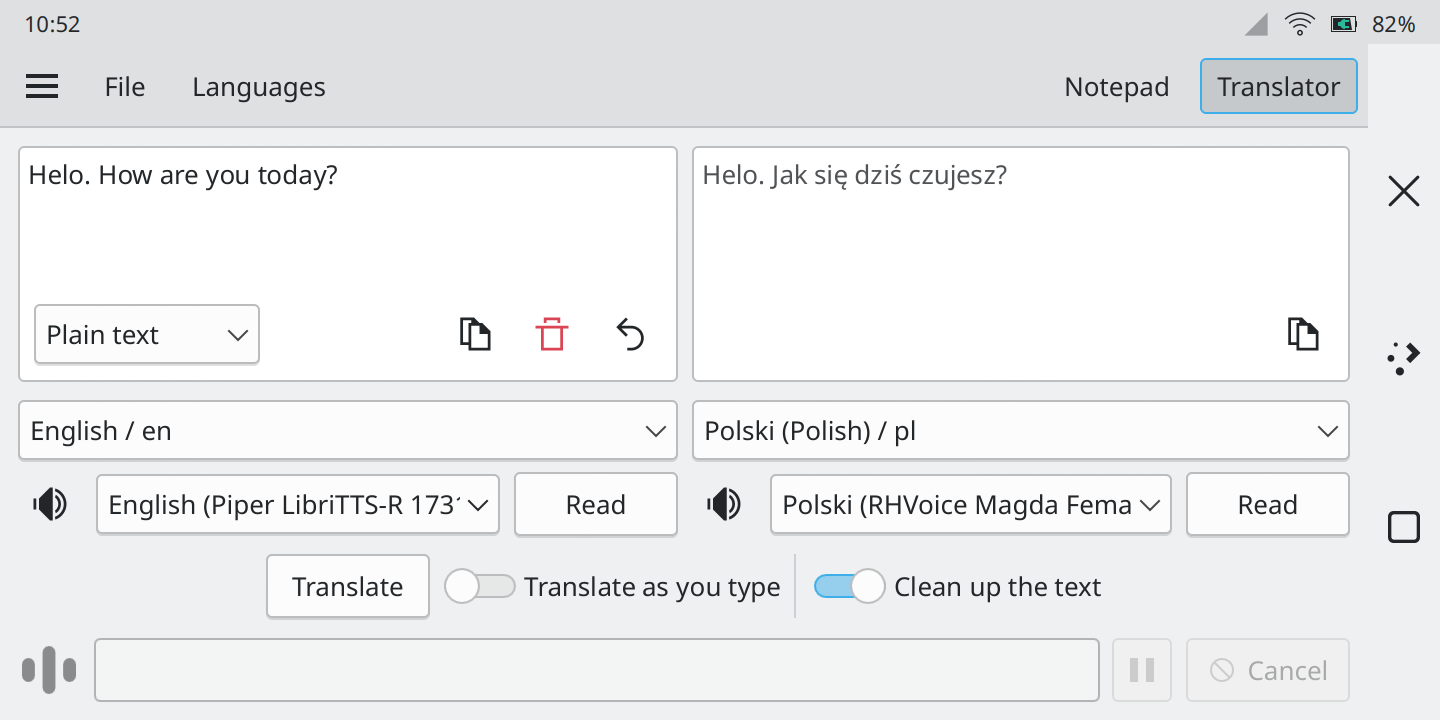 10:52
82%
File
Languages
Notepad
Translator
Helo. How are you today?
Helo. Jak się dziś czujesz?
Plain text
English / en
Polski (Polish) / pl
English (Piper LibriTTS-R 173
Read
Polski (RHVoice Magda Fema
Read
Translate
Translate as you type
Clean up the text
Cancel